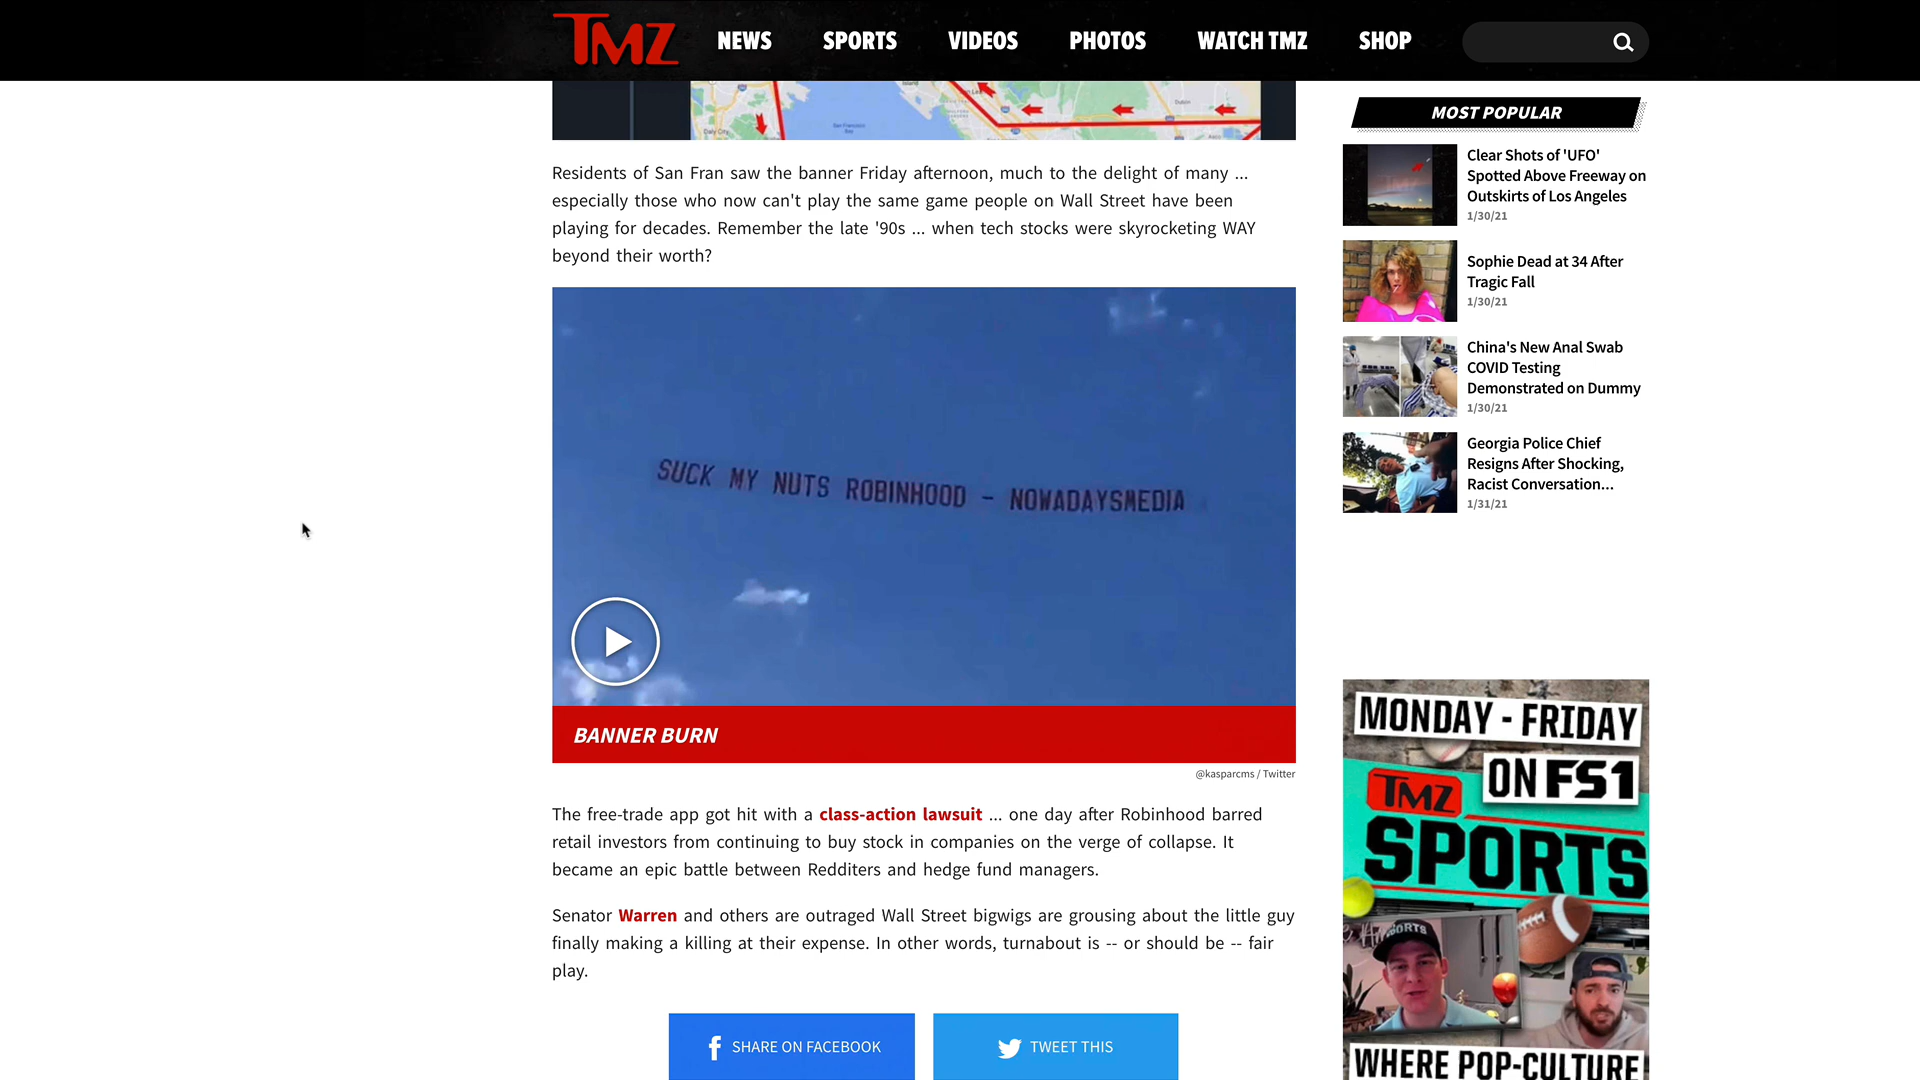 TMZ NEWS SPORTS VIDEOS PHOTOS WATCH TMZ SHOP
Daly City
San Francisco
Bay
Dublin
Residents of San Fran saw the banner Friday afternoon, much to the delight of many ...
especially those who now can't play the same game people on Wall Street have been
playing for decades. Remember the late '90s ... when tech stocks were skyrocketing WAY
beyond their worth?
SUCK MY NUTS ROBINHOOD - NOWADAYSMEDIA
BANNER BURN
@kasparcms / Twitter
The free-trade app got hit with a class-action lawsuit ... one day after Robinhood barred
retail investors from continuing to buy stock in companies on the verge of collapse. It
became an epic battle between Redditers and hedge fund managers.
Senator Warren and others are outraged Wall Street bigwigs are grousing about the little guy
finally making a killing at their expense. In other words, turnabout is -- or should be -- fair
play.
SHARE ON FACEBOOK
TWEET THIS
MOST POPULAR
Clear Shots of 'UFO'
Spotted Above Freeway on
Outskirts of Los Angeles
1/30/21
Sophie Dead at 34 After
Tragic Fall
1/30/21
China's New Anal Swab
COVID Testing
Demonstrated on Dummy
1/30/21
Georgia Police Chief
Resigns After Shocking,
Racist Conversation...
1/31/21
MONDAY - FRIDAY
ON FS1
TMZ
SPORTS
WHERE POP-CULTURE